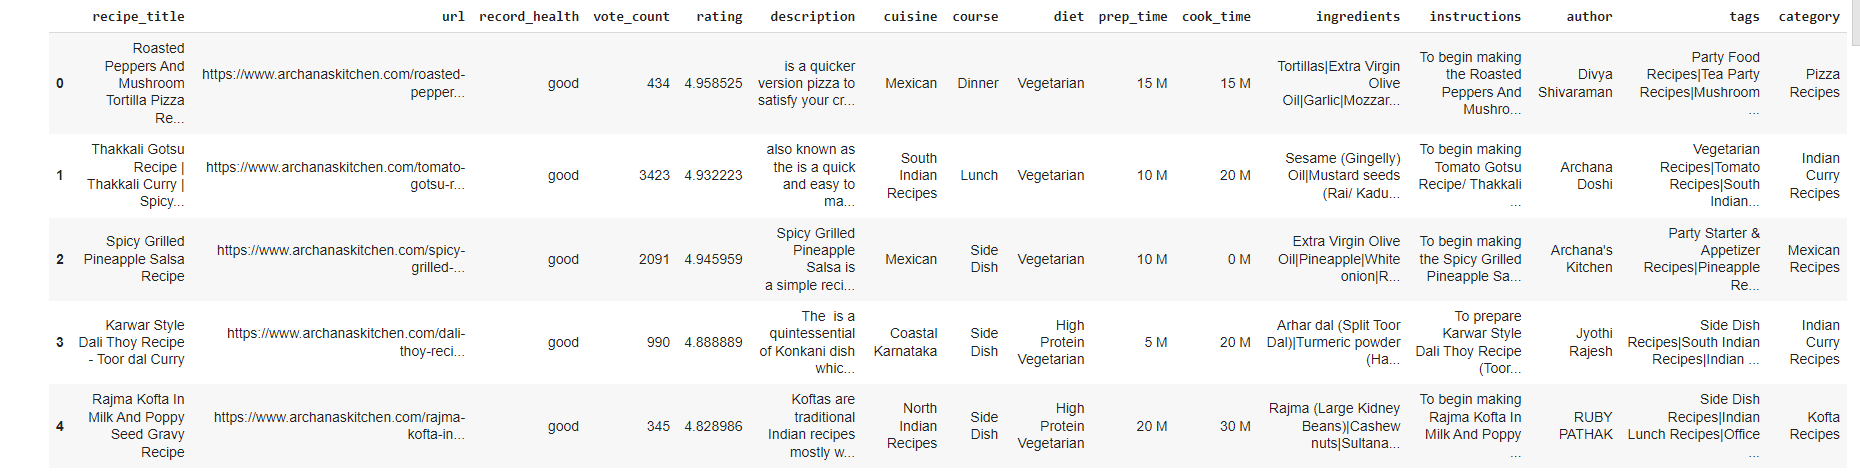 recipe_title url record_health vote_count rating description cuisine course diet prep_time cook_time ingredients instructions author tags category
0
Roasted
Peppers And
Mushroom
Tortilla Pizza
Re...
https://www.archanaskitchen.com/roasted-
pepper...
good
434
4.958525
is a quicker
version pizza to
satisfy your cr...
Mexican
Dinner
Vegetarian
15 M
15 M
Tortillas|Extra Virgin
Olive
Oil|Garlic|Mozzar...
To begin making
the Roasted
Peppers And
Mushro...
Divya
Shivaraman
Party Food
Recipes|Tea Party
Recipes|Mushroom
...
Pizza
Recipes
1
Thakkali Gotsu
Recipe |
Thakkali Curry |
Spicy...
https://www.archanaskitchen.com/tomato-
gotsu-r...
good
3423
4.932223
also known as
the is a quick
and easy to
ma...
South
Indian
Recipes
Lunch
Vegetarian
10 M
20 M
Sesame (Gingelly)
Oil|Mustard seeds
(Rai/ Kadu...
To begin making
Tomato Gotsu
Recipe/ Thakkali
...
Archana
Doshi
Vegetarian
Recipes|Tomato
Recipes|South
Indian...
Indian
Curry
Recipes
2
Spicy Grilled
Pineapple Salsa
Recipe
https://www.archanaskitchen.com/spicy-
grilled-...
good
2091
4.945959
Spicy Grilled
Pineapple
Salsa is
a simple reci...
Mexican
Side
Dish
Vegetarian
10 M
0 M
Extra Virgin Olive
Oil|Pineapple|White
onion|R...
To begin making
the Spicy Grilled
Pineapple Sa...
Archana's
Kitchen
Party Starter &
Appetizer
Recipes|Pineapple
Re...
Mexican
Recipes
3
Karwar Style
Dali Thoy Recipe
- Toor dal Curry
https://www.archanaskitchen.com/dali-
thoy-reci...
good
990
4.888889
The is a
quintessential
of Konkani dish
whic...
Coastal
Karnataka
Side
Dish
High
Protein
Vegetarian
5 M
20 M
Arhar dal (Split Toor
Dal)|Turmeric powder
(Ha...
To prepare
Karwar Style
Dali Thoy Recipe
(Toor...
Jyothi
Rajesh
Side Dish
Recipes|South Indian
Recipes|Indian ...
Indian
Curry
Recipes
4
Rajma Kofta In
Milk And Poppy
Seed Gravy
Recipe
https://www.archanaskitchen.com/rajma-
kofta-in...
good
345
4.828986
Koftas are
traditional
Indian recipes
mostly w...
North
Indian
Recipes
Side
Dish
High
Protein
Vegetarian
20 M
30 M
Rajma (Large Kidney
Beans)|Cashew
nuts|Sultana...
To begin making
Rajma Kofta In
Milk And Poppy
...
RUBY
PATHAK
Side Dish
Recipes|Indian
Lunch Recipes|Office
...
Kofta
Recipes